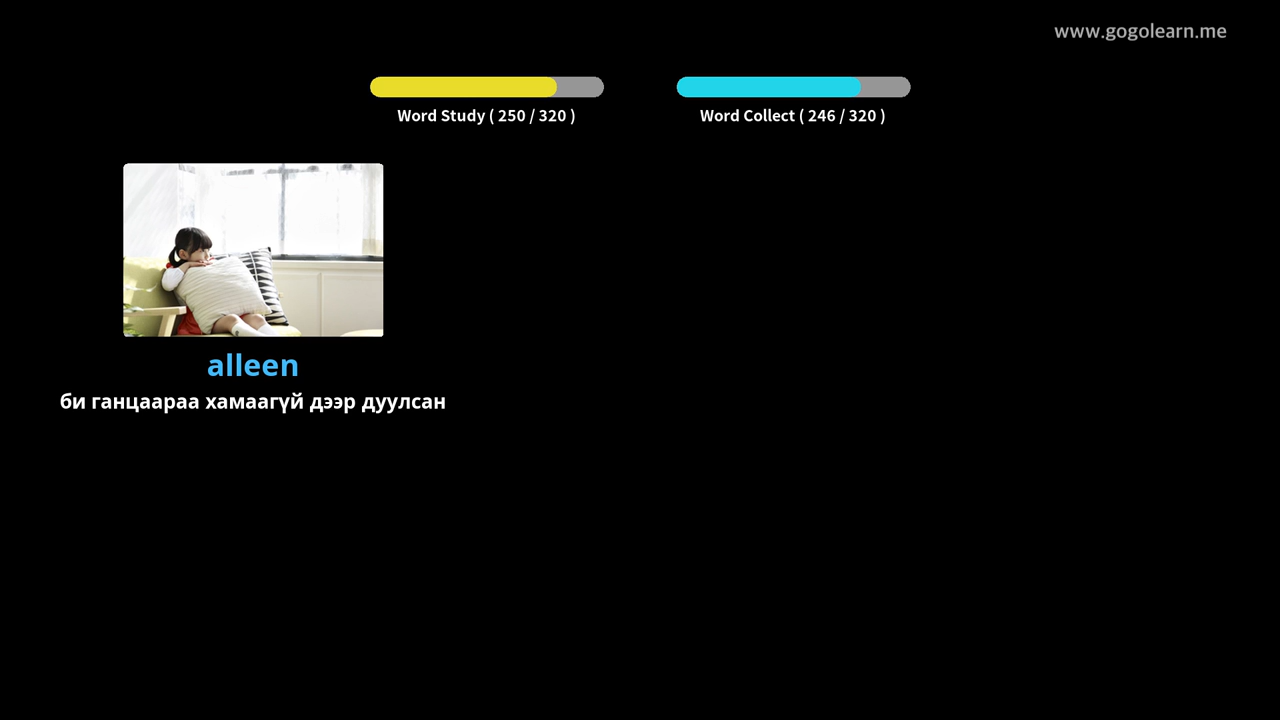 www.gogolearn.me
Word Study ( 250 / 320 )
Word Collect ( 246 / 320 )
alleen
би ганцаараа хамаагүй дээр дуулсан